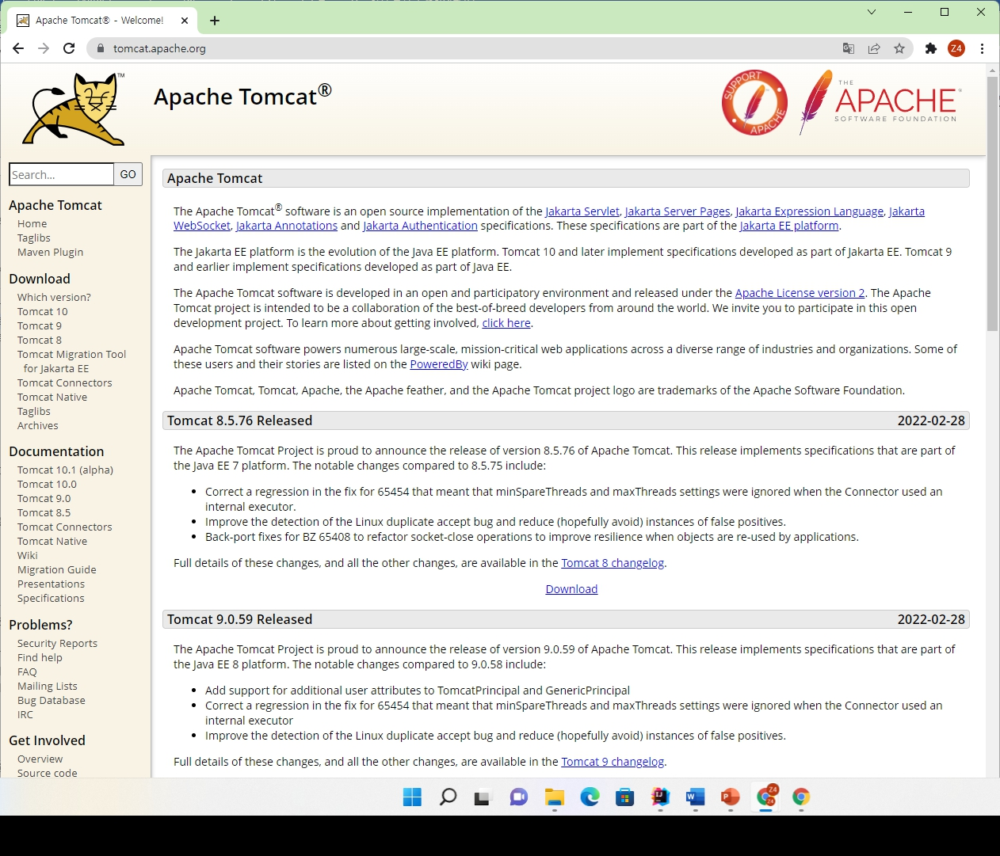 Apache Tomcat® - Welcome!
tomcat.apache.org
Z4
TM
Apache Tomcat®
SUPPORT APACHE
THE
APACHE®
SOFTWARE FOUNDATION
Search...
GO
Apache Tomcat
Home
Taglibs
Maven Plugin
Download
Which version?
Tomcat 10
Tomcat 9
Tomcat 8
Tomcat Migration Tool
for Jakarta EE
Tomcat Connectors
Tomcat Native
Taglibs
Archives
Documentation
Tomcat 10.1 (alpha)
Tomcat 10.0
Tomcat 9.0
Tomcat 8.5
Tomcat Connectors
Tomcat Native
Wiki
Migration Guide
Presentations
Specifications
Problems?
Security Reports
Find help
FAQ
Mailing Lists
Bug Database
IRC
Get Involved
Overview
Source code
Apache Tomcat
The Apache Tomcat® software is an open source implementation of the Jakarta Servlet, Jakarta Server Pages, Jakarta Expression Language, Jakarta
WebSocket, Jakarta Annotations and Jakarta Authentication specifications. These specifications are part of the Jakarta EE platform.
The Jakarta EE platform is the evolution of the Java EE platform. Tomcat 10 and later implement specifications developed as part of Jakarta EE. Tomcat 9
and earlier implement specifications developed as part of Java EE.
The Apache Tomcat software is developed in an open and participatory environment and released under the Apache License version 2. The Apache
Tomcat project is intended to be a collaboration of the best-of-breed developers from around the world. We invite you to participate in this open
development project. To learn more about getting involved, click here.
Apache Tomcat software powers numerous large-scale, mission-critical web applications across a diverse range of industries and organizations. Some of
these users and their stories are listed on the PoweredBy wiki page.
Apache Tomcat, Tomcat, Apache, the Apache feather, and the Apache Tomcat project logo are trademarks of the Apache Software Foundation.
Tomcat 8.5.76 Released 2022-02-28
The Apache Tomcat Project is proud to announce the release of version 8.5.76 of Apache Tomcat. This release implements specifications that are part of
the Java EE 7 platform. The notable changes compared to 8.5.75 include:
• Correct a regression in the fix for 65454 that meant that minSpareThreads and maxThreads settings were ignored when the Connector used an
internal executor.
• Improve the detection of the Linux duplicate accept bug and reduce (hopefully avoid) instances of false positives.
• Back-port fixes for BZ 65408 to refactor socket-close operations to improve resilience when objects are re-used by applications.
Full details of these changes, and all the other changes, are available in the Tomcat 8 changelog.
Download
Tomcat 9.0.59 Released 2022-02-28
The Apache Tomcat Project is proud to announce the release of version 9.0.59 of Apache Tomcat. This release implements specifications that are part of
the Java EE 8 platform. The notable changes compared to 9.0.58 include:
• Add support for additional user attributes to TomcatPrincipal and GenericPrincipal
• Correct a regression in the fix for 65454 that meant that minSpareThreads and maxThreads settings were ignored when the Connector used an
internal executor
• Improve the detection of the Linux duplicate accept bug and reduce (hopefully avoid) instances of false positives.
Full details of these changes, and all the other changes, are available in the Tomcat 9 changelog.
IJ
W
P
Z4
Z4